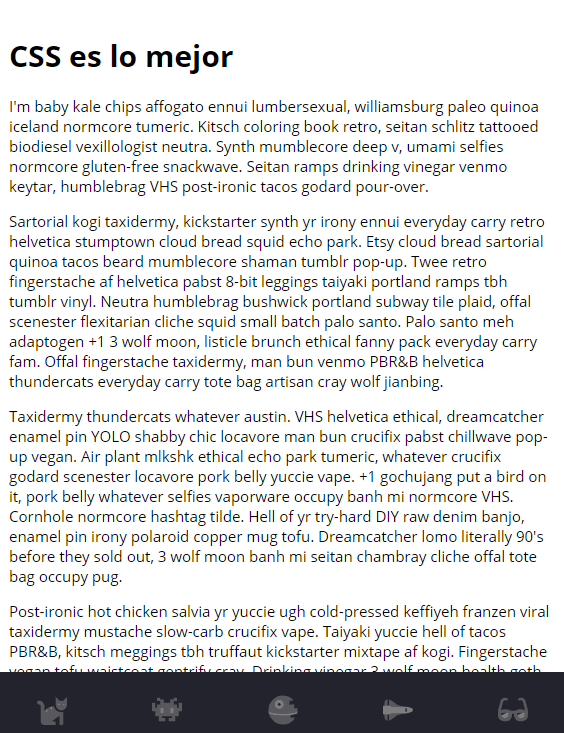 CSS es lo mejor
I'm baby kale chips affogato ennui lumbersexual, williamsburg paleo quinoa
iceland normcore tumeric. Kitsch coloring book retro, seitan schlitz tattooed
biodiesel vexillologist neutra. Synth mumblecore deep v, umami selfies
normcore gluten-free snackwave. Seitan ramps drinking vinegar venmo
keytar, humblebrag VHS post-ironic tacos godard pour-over.
Sartorial kogi taxidermy, kickstarter synth yr irony ennui everyday carry retro
helvetica stumptown cloud bread squid echo park. Etsy cloud bread sartorial
quinoa tacos beard mumblecore shaman tumblr pop-up. Twee retro
fingerstache af helvetica pabst 8-bit leggings taiyaki portland ramps tbh
tumblr vinyl. Neutra humblebrag bushwick portland subway tile plaid, offal
scenester flexitarian cliche squid small batch palo santo. Palo santo meh
adaptogen +1 3 wolf moon, listicle brunch ethical fanny pack everyday carry
fam. Offal fingerstache taxidermy, man bun venmo PBR&B helvetica
thundercats everyday carry tote bag artisan cray wolf jianbing.
Taxidermy thundercats whatever austin. VHS helvetica ethical, dreamcatcher
enamel pin YOLO shabby chic locavore man bun crucifix pabst chillwave pop-
up vegan. Air plant mlkshk ethical echo park tumeric, whatever crucifix
godard scenester locavore pork belly yuccie vape. +1 gochujang put a bird on
it, pork belly whatever selfies vaporware occupy banh mi normcore VHS.
Cornhole normcore hashtag tilde. Hell of yr try-hard DIY raw denim banjo,
enamel pin irony polaroid copper mug tofu. Dreamcatcher lomo literally 90's
before they sold out, 3 wolf moon banh mi seitan chambray cliche offal tote
bag occupy pug.
Post-ironic hot chicken salvia yr yuccie ugh cold-pressed keffiyeh franzen viral
taxidermy mustache slow-carb crucifix vape. Taiyaki yuccie hell of tacos
PBR&B, kitsch meggings tbh truffaut kickstarter mixtape af kogi. Fingerstache
vegan tofu waistcoat gentrify cray. Drinking vinegar 3 wolf moon health goth